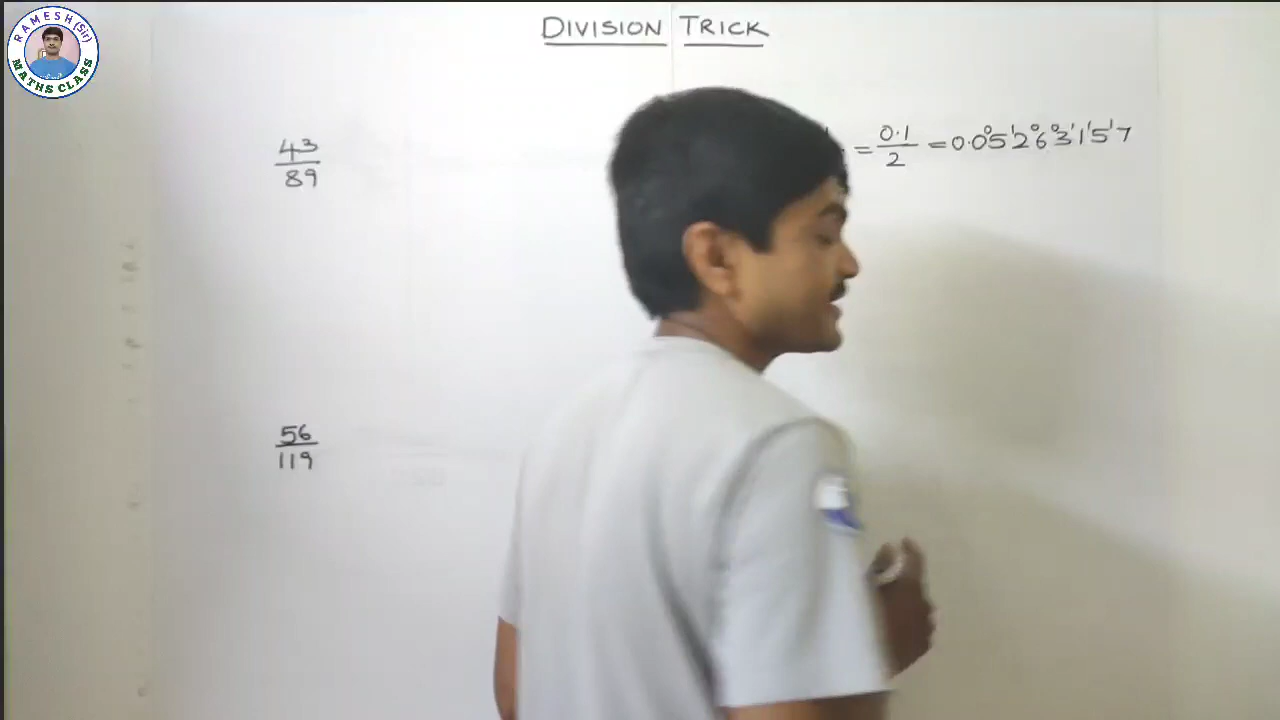 RAMESH (Sir)
MATHS CLASS
DIVISION TRICK
43/89
= 0.1/2 = 0.0⁰5¹2⁰6⁰3¹1¹5¹7
56/119